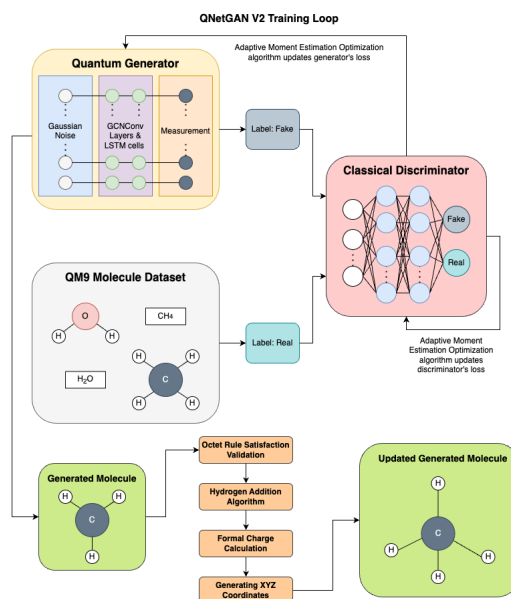 QNetGAN V2 Training Loop
Adaptive Moment Estimation Optimization
algorithm updates generator's loss
Quantum Generator
Gaussian
Noise
GCNConv
Layers &
LSTM cells
Measurement
Label: Fake
Classical Discriminator
Fake
Real
QM9 Molecule Dataset
O
H
H
CH4
H2O
H
H
C
H
H
Label: Real
Adaptive Moment
Estimation Optimization
algorithm updates
discriminator's loss
Generated Molecule
H
H
C
H
Octet Rule Satisfaction
Validation
Hydrogen Addition
Algorithm
Formal Charge
Calculation
Generating XYZ
Coordinates
Updated Generated Molecule
H
C
H
H
H